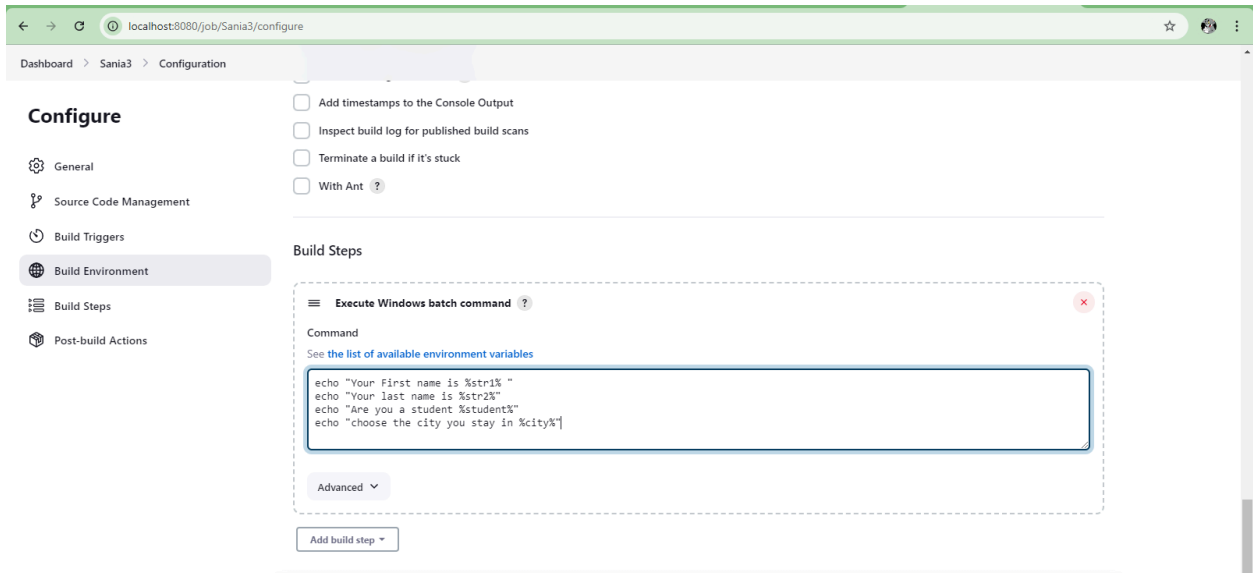 localhost:8080/job/Sania3/configure
Dashboard > Sania3 > Configuration
Configure
General
Source Code Management
Build Triggers
Build Environment
Build Steps
Post-build Actions
Add timestamps to the Console Output
Inspect build log for published build scans
Terminate a build if it's stuck
With Ant ?
Build Steps
Execute Windows batch command ?
Command
See the list of available environment variables
echo "Your First name is %str1% "
echo "Your last name is %str2%"
echo "Are you a student %student%"
echo "choose the city you stay in %city%"
Advanced
Add build step